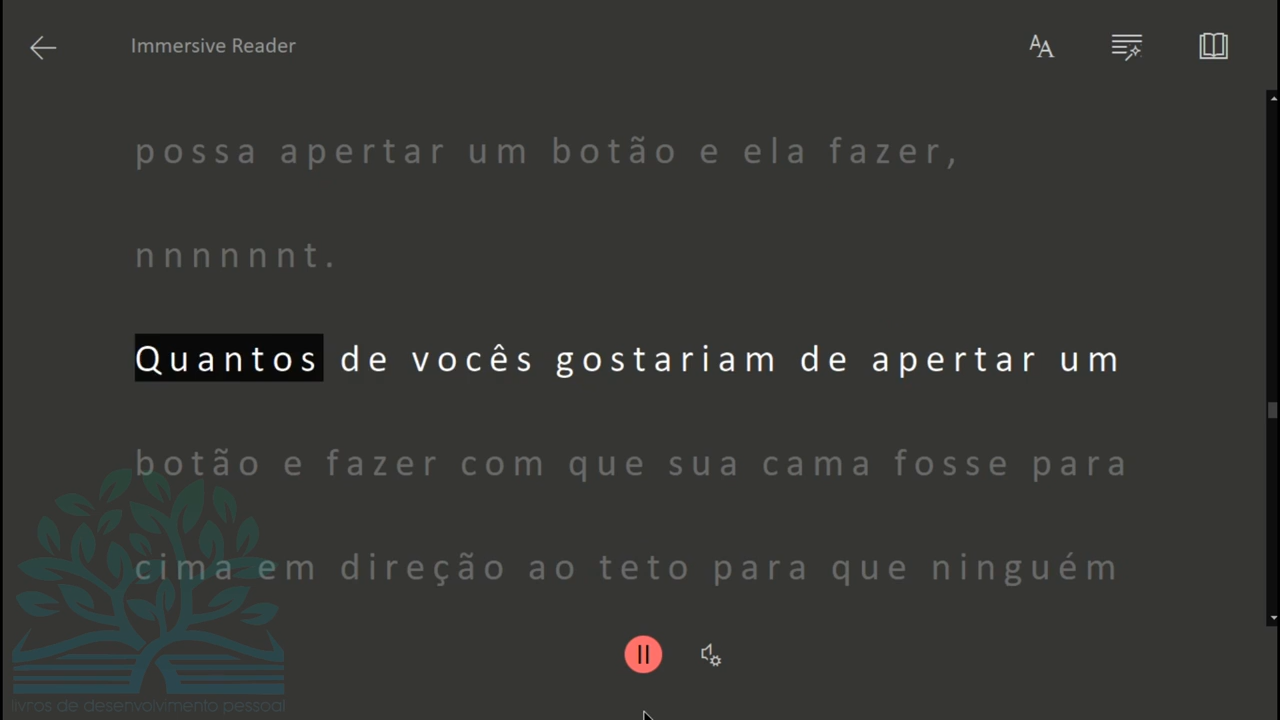 Immersive Reader
possa apertar um botão e ela fazer,
nnnnnnt.
Quantos de vocês gostariam de apertar um
botão e fazer com que sua cama fosse para
cima em direção ao teto para que ninguém
livros de desenvolvimento pessoal